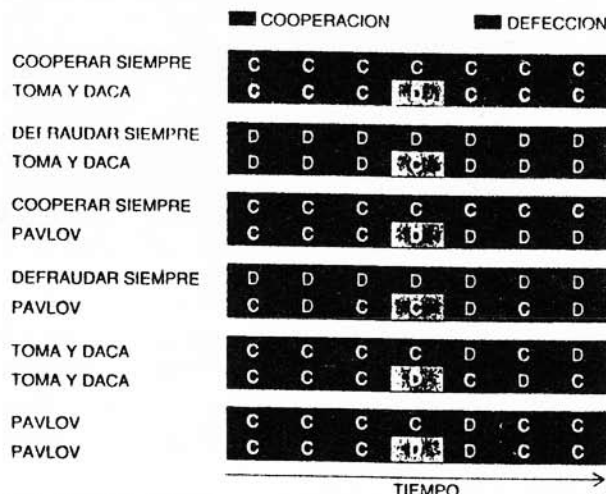 COOPERACION DEFECCION
COOPERAR SIEMPRE C C C C C C C
TOMA Y DACA C C C D C C C
DEFRAUDAR SIEMPRE D D D D D D D
TOMA Y DACA D D D C D D D
COOPERAR SIEMPRE C C C C C C C
PAVLOV C C C D D D D
DEFRAUDAR SIEMPRE D D D D D D D
PAVLOV C D C C D C D
TOMA Y DACA C C C C D C D
TOMA Y DACA C C C D C D C
PAVLOV C C C C D C C
PAVLOV C C C D D C C
TIEMPO